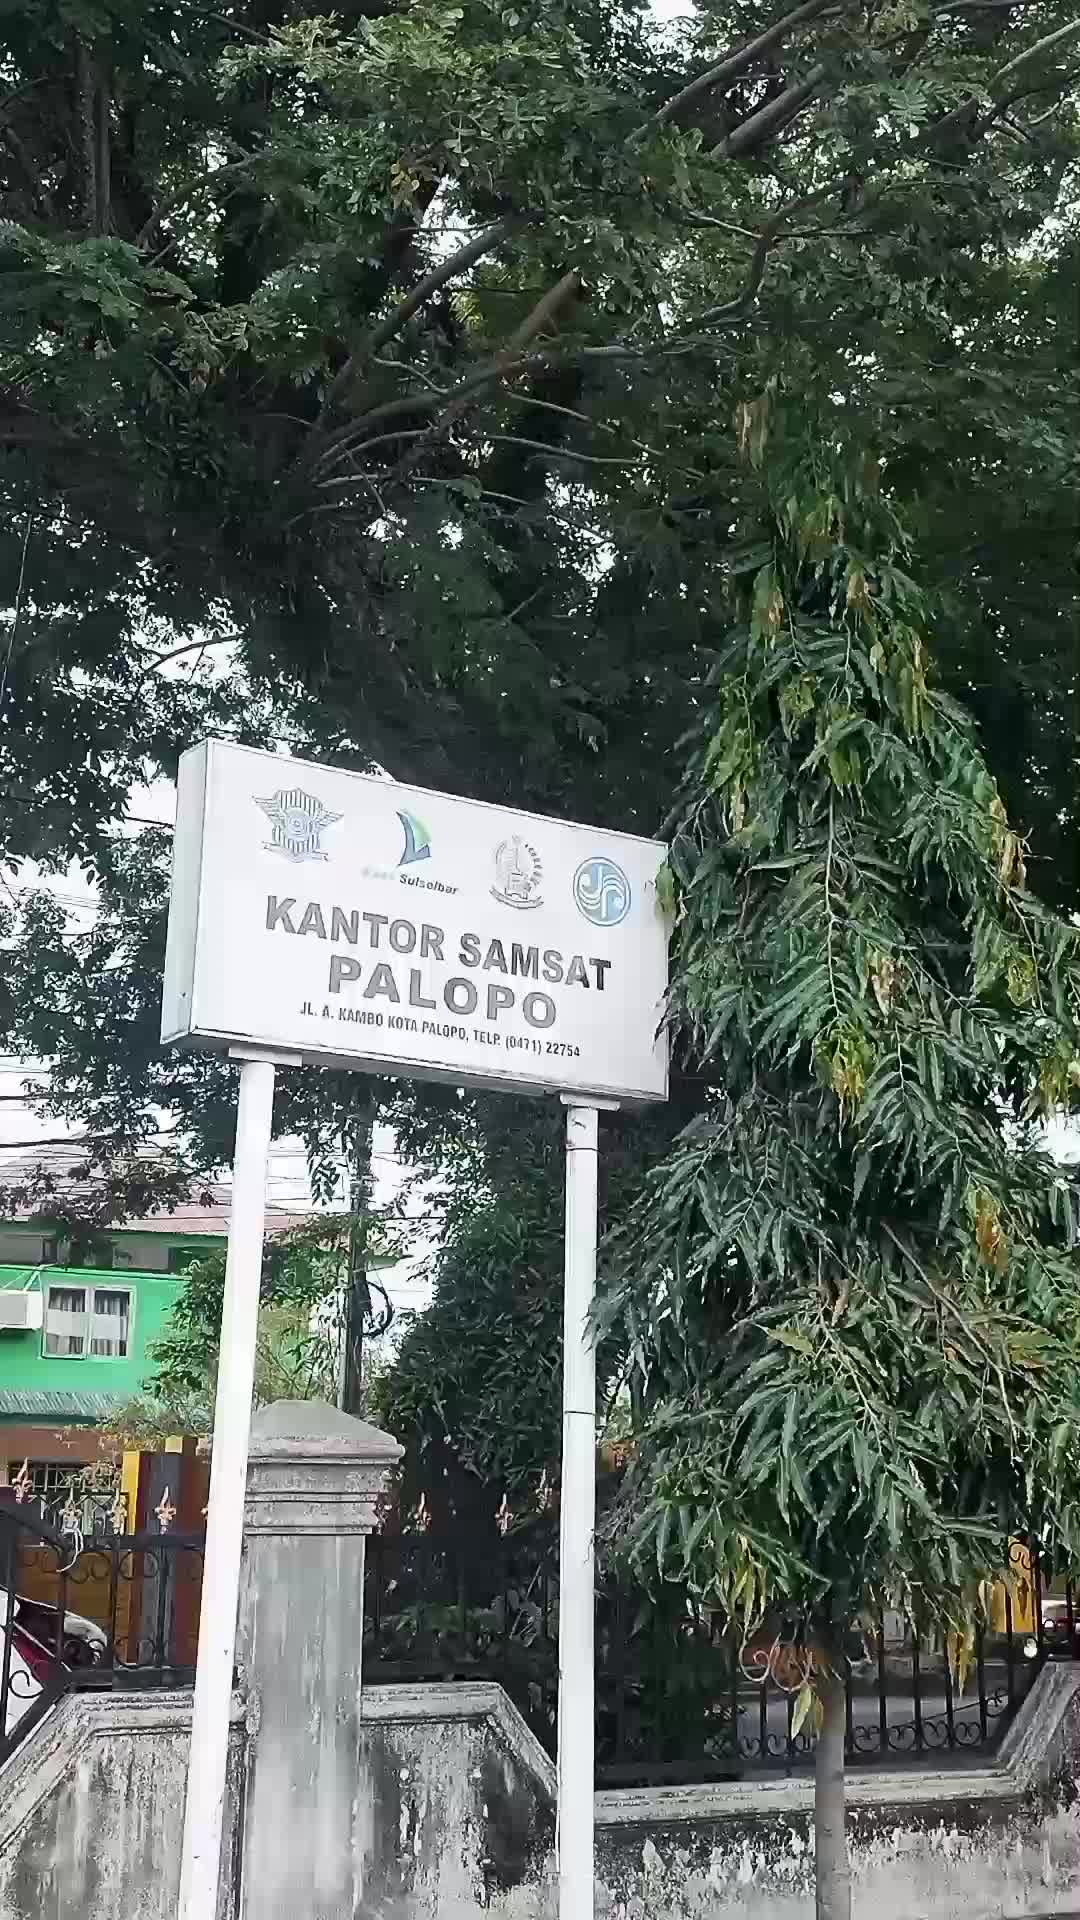 Sulselbar
KANTOR SAMSAT
PALOPO
JL. A. KAMBO KOTA PALOPO, TELP. (0471) 22754